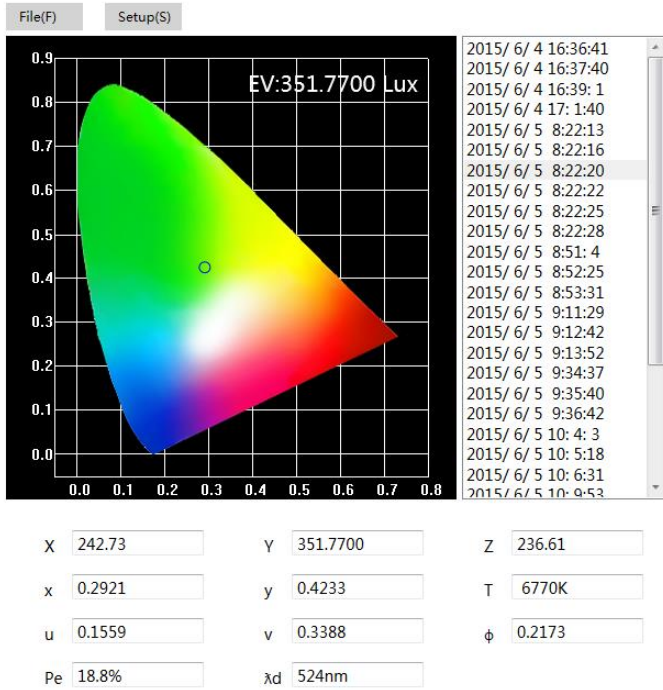 File(F) Setup(S)
EV:351.7700 Lux
0.9
0.8
0.7
0.6
0.5
0.4
0.3
0.2
0.1
0.0
0.0 0.1 0.2 0.3 0.4 0.5 0.6 0.7 0.8
2015/ 6/ 4 16:36:41
2015/ 6/ 4 16:37:40
2015/ 6/ 4 16:39: 1
2015/ 6/ 4 17: 1:40
2015/ 6/ 5 8:22:13
2015/ 6/ 5 8:22:16
2015/ 6/ 5 8:22:20
2015/ 6/ 5 8:22:22
2015/ 6/ 5 8:22:25
2015/ 6/ 5 8:22:28
2015/ 6/ 5 8:51: 4
2015/ 6/ 5 8:52:25
2015/ 6/ 5 8:53:31
2015/ 6/ 5 9:11:29
2015/ 6/ 5 9:12:42
2015/ 6/ 5 9:13:52
2015/ 6/ 5 9:34:37
2015/ 6/ 5 9:35:40
2015/ 6/ 5 9:36:42
2015/ 6/ 5 10: 4: 3
2015/ 6/ 5 10: 5:18
2015/ 6/ 5 10: 6:31
2015/ 6/ 5 10: 9:53
X 242.73 Y 351.7700 Z 236.61
x 0.2921 y 0.4233 T 6770K
u 0.1559 v 0.3388 ϕ 0.2173
Pe 18.8% λd 524nm